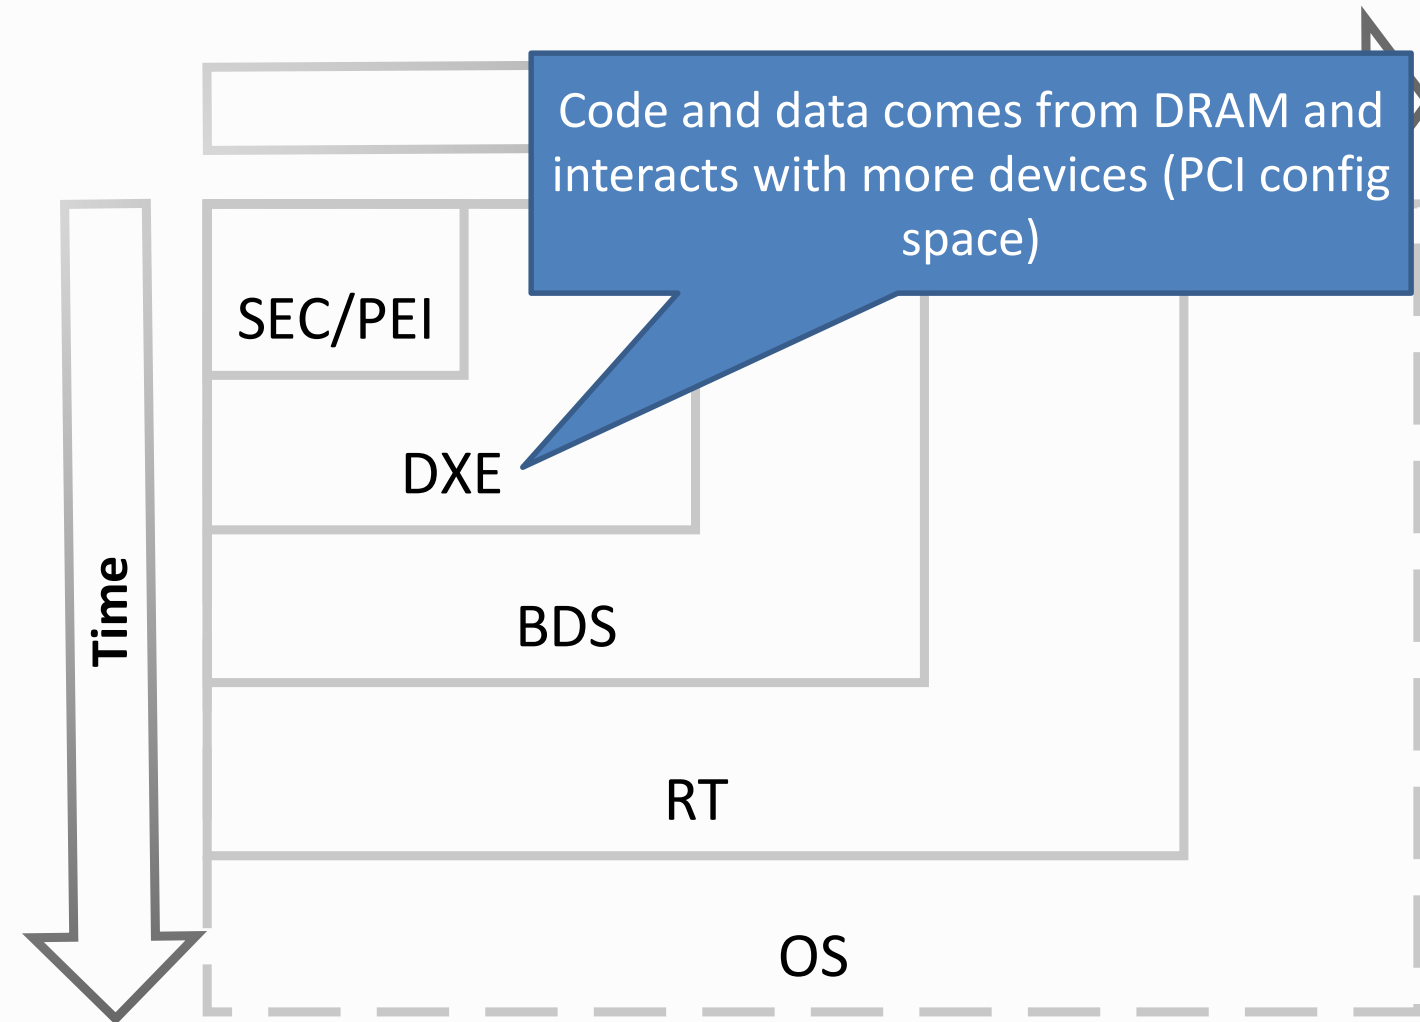 Code and data comes from DRAM and
interacts with more devices (PCI config
space)
SEC/PEI
DXE
Time
BDS
RT
OS